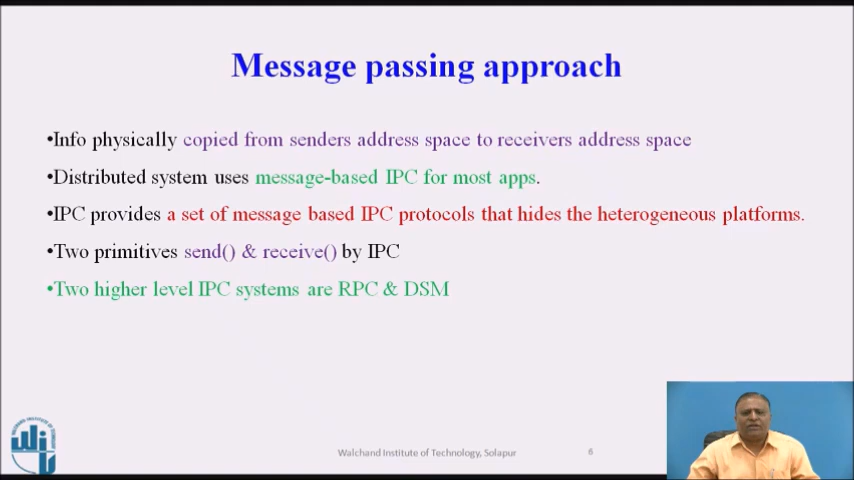 Message passing approach
•Info physically copied from senders address space to receivers address space
•Distributed system uses message-based IPC for most apps.
•IPC provides a set of message based IPC protocols that hides the heterogeneous platforms.
•Two primitives send() & receive() by IPC
•Two higher level IPC systems are RPC & DSM
Walchand Institute of Technology, Solapur
6